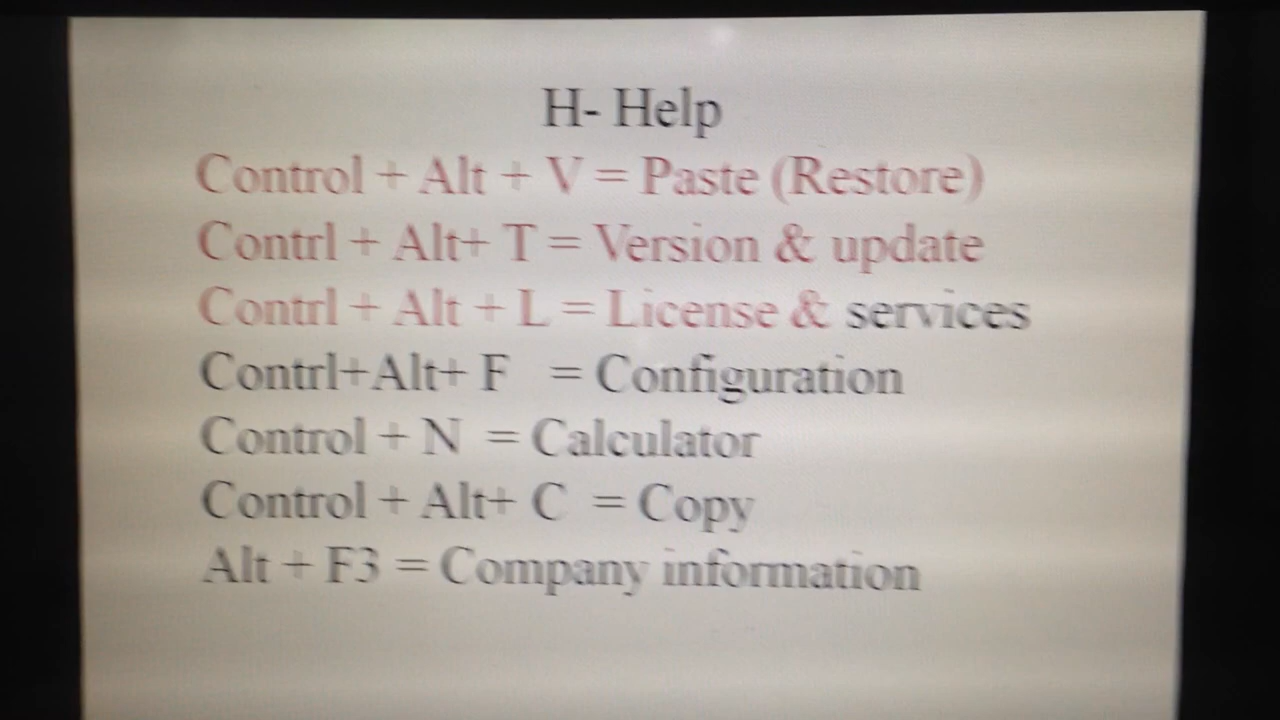 H- Help
Control + Alt + V = Paste (Restore)
Contrl + Alt+ T = Version & update
Contrl + Alt + L = License & services
Contrl+Alt+ F = Configuration
Control + N = Calculator
Control + Alt+ C = Copy
Alt + F3 = Company information